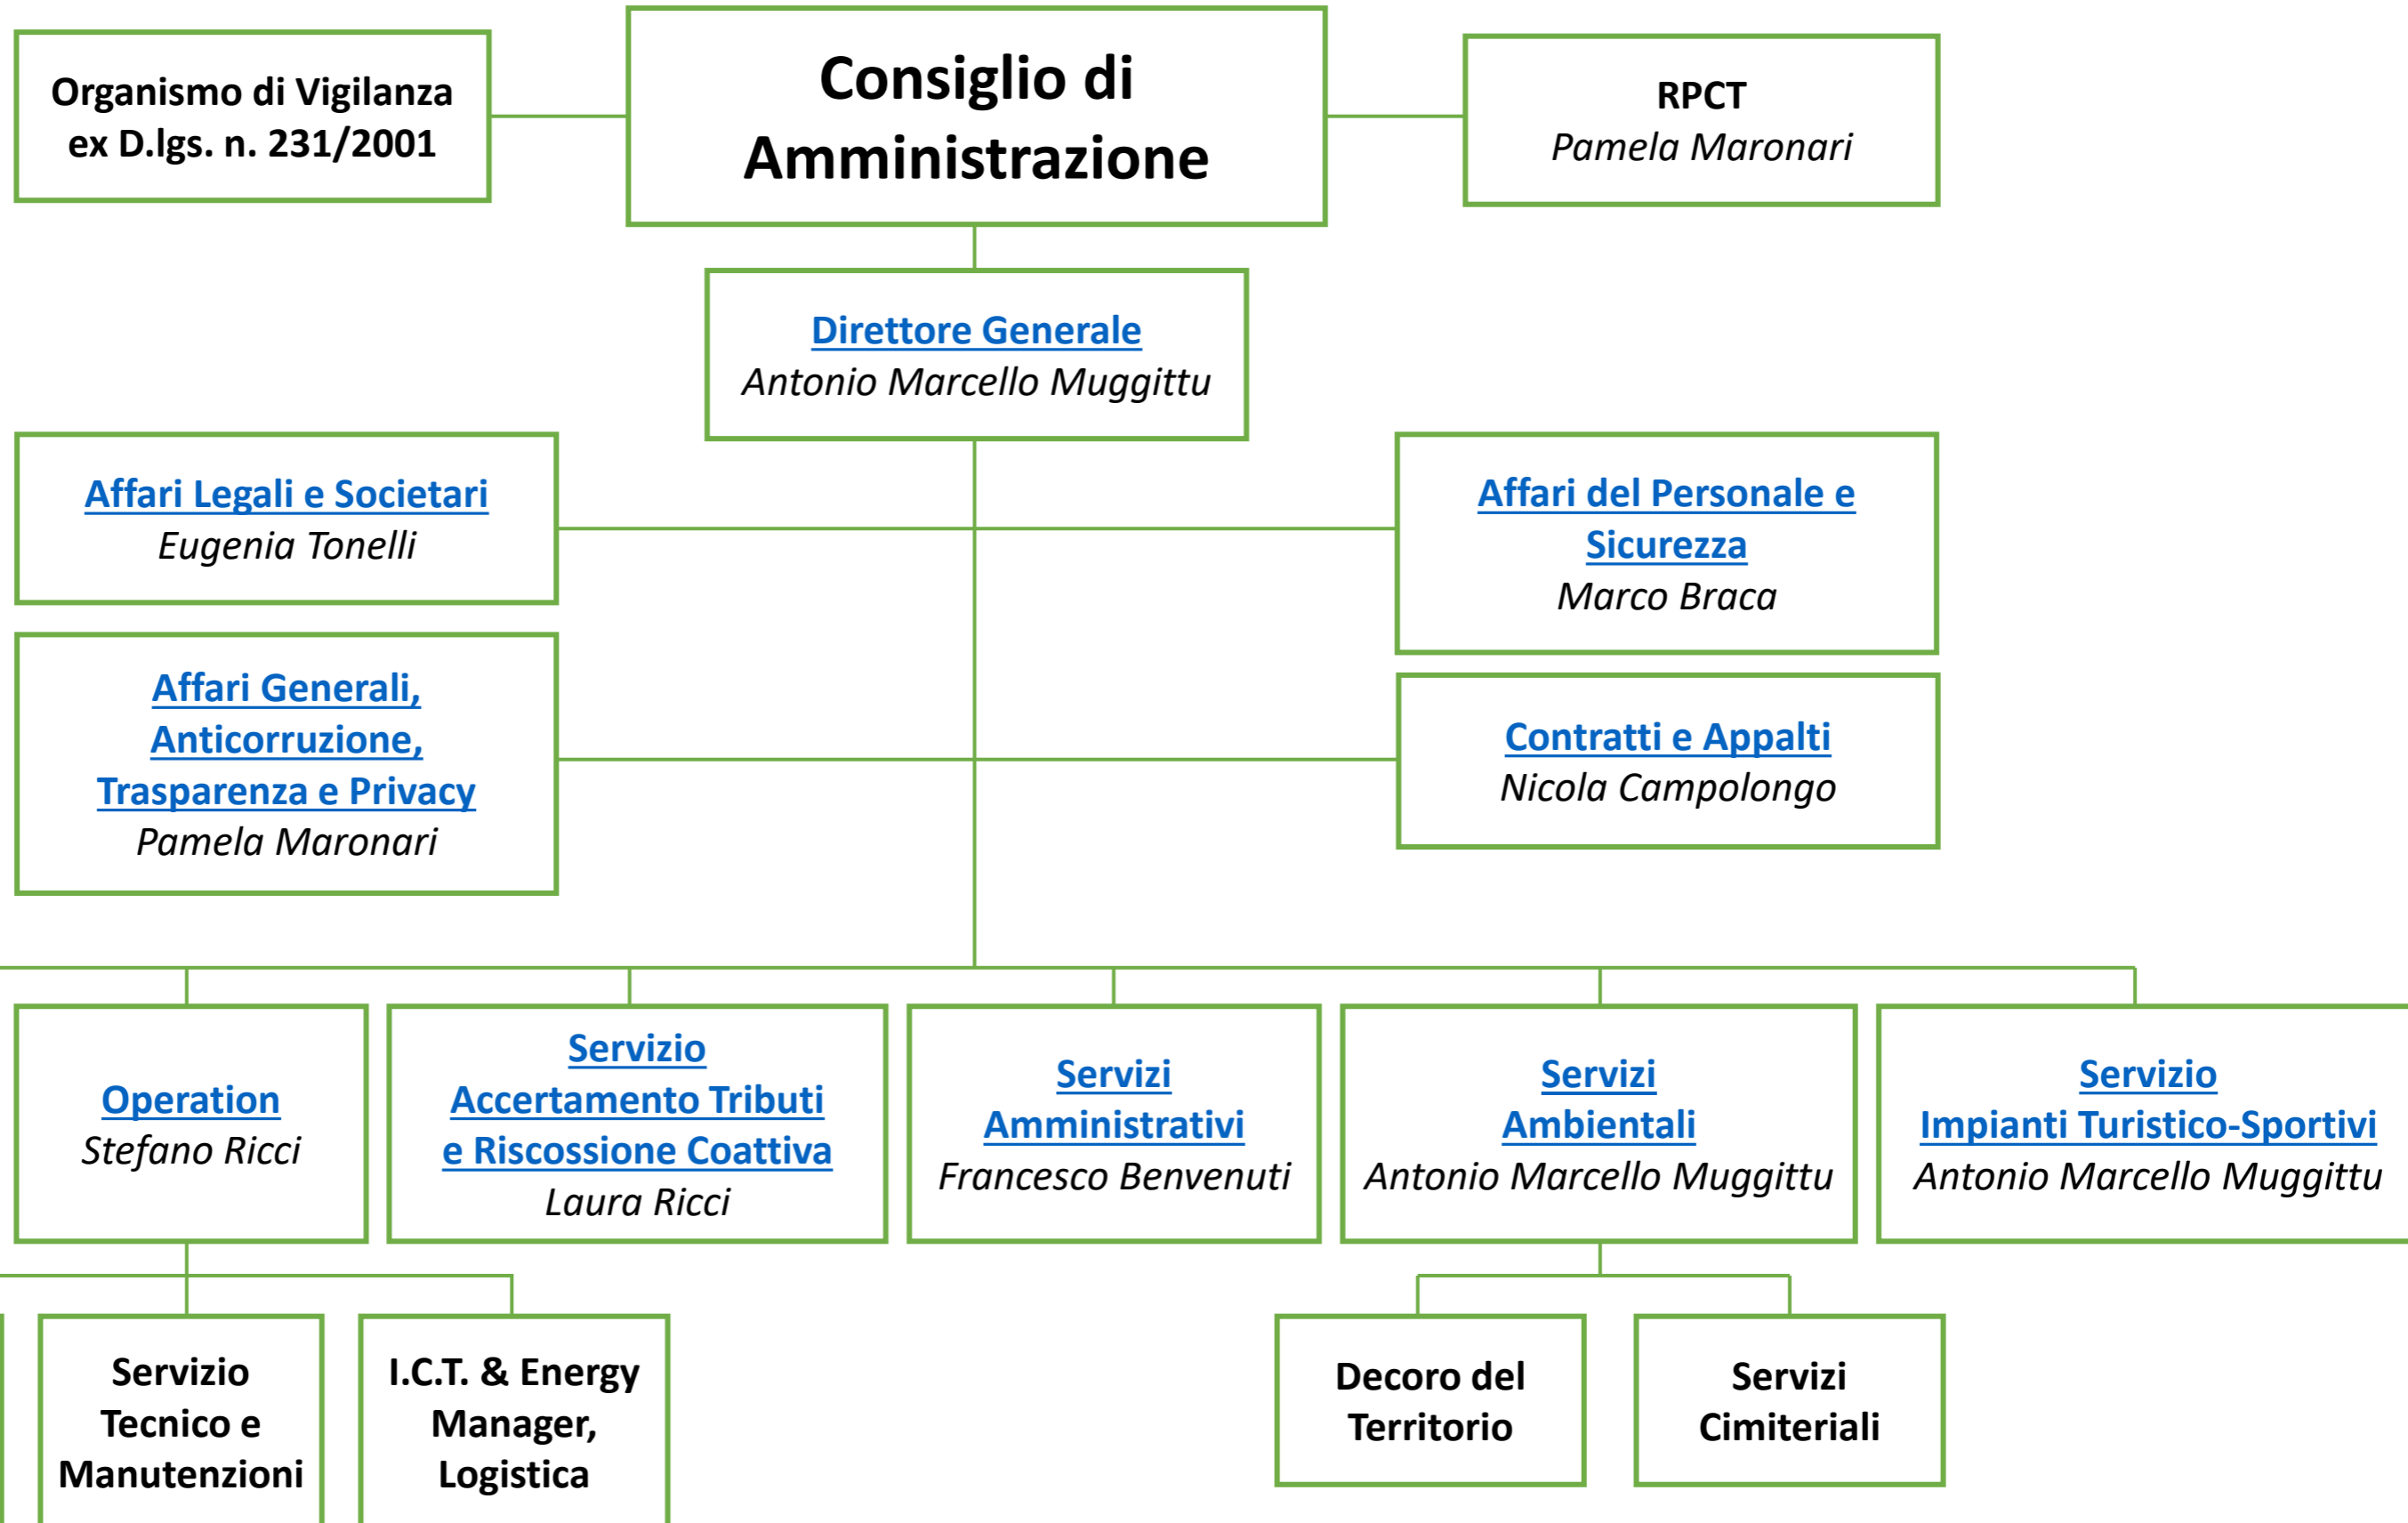 Organismo di Vigilanza
ex D.lgs. n. 231/2001
Consiglio di
Amministrazione
RPCT
Pamela Maronari
Direttore Generale
Antonio Marcello Muggittu
Affari Legali e Societari
Eugenia Tonelli
Affari del Personale e
Sicurezza
Marco Braca
Affari Generali,
Anticorruzione,
Trasparenza e Privacy
Pamela Maronari
Contratti e Appalti
Nicola Campolongo
Operation
Stefano Ricci
Servizio
Accertamento Tributi
e Riscossione Coattiva
Laura Ricci
Servizi
Amministrativi
Francesco Benvenuti
Servizi
Ambientali
Antonio Marcello Muggittu
Servizio
Impianti Turistico-Sportivi
Antonio Marcello Muggittu
Servizio
Tecnico e
Manutenzioni
I.C.T. & Energy
Manager,
Logistica
Decoro del
Territorio
Servizi
Cimiteriali